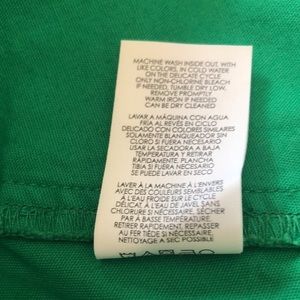 MACHINE WASH INSIDE OUT, WITH
LIKE COLORS, IN COLD WATER
ON THE DELICATE CYCLE
ONLY NON-CHLORINE BLEACH
IF NEEDED, TUMBLE DRY LOW.
REMOVE PROMPTLY
WARM IRON IF NEEDED
CAN BE DRY CLEANED
LAVAR A MÁQUINA CON AGUA
FRÍA AL REVÉS EN CICLO
DELICADO CON COLORES SIMILARES
SOLAMENTE BLANQUEADOR SIN
CLORO SI FUERA NECESARIO
USAR LA SECADORA A BAJA
TEMPERATURA Y RETIRAR
RÁPIDAMENTE. PLANCHA
TIBIA SI FUERA NECESARIO
SE PUEDE LAVAR EN SECO
LAVER À LA MACHINE À L'ENVERS
AVEC DES COULEURS SEMBLABLES
À L'EAU FROIDE SUR LE CYCLE
DÉLICAT. À L'EAU DE JAVEL SANS
CHLORURE SI NÉCESSAIRE. SÉCHER
PAR À BASSE TEMPERATURE.
RETIRER RAPIDEMENT. REPASSER
AU FER TIÈDE SI NÉCESSAIRE.
NETTOYAGE A SEC POSSIBLE